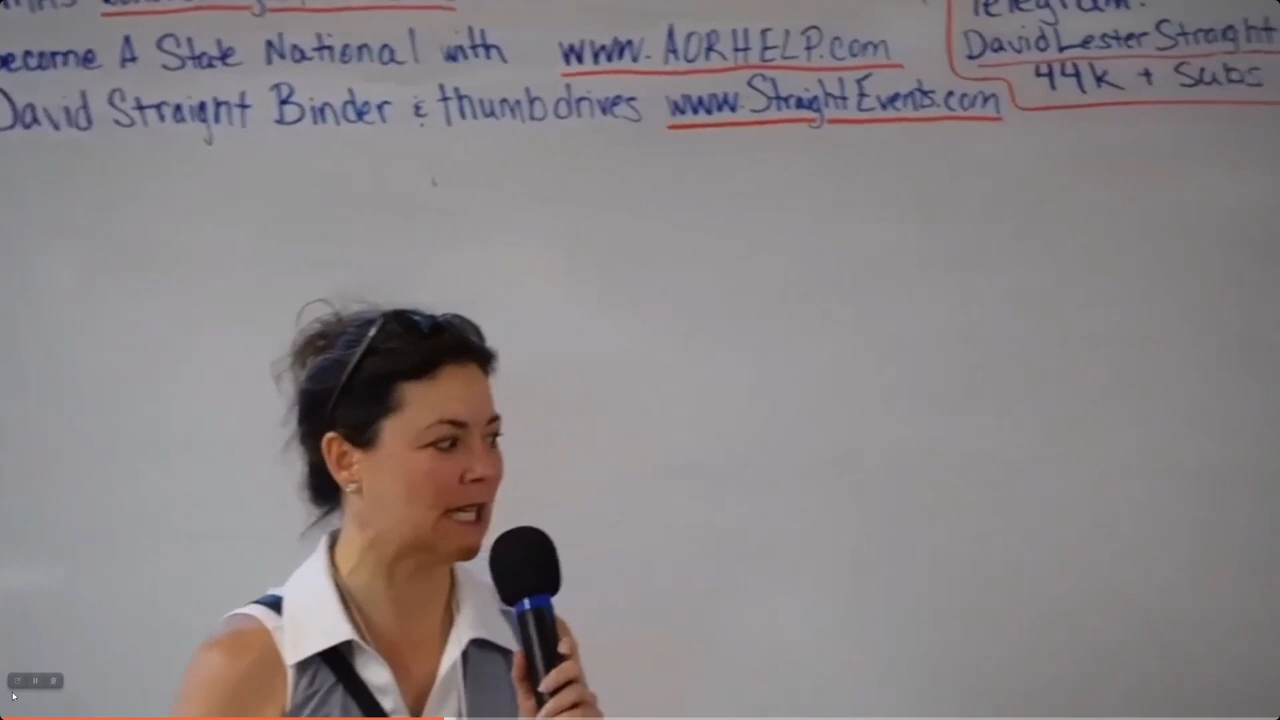 become A State National with www.AORHELP.com
David Straight Binder & thumbdrives www.StraightEvents.com
Telegram:
David Lester Straight
44K + Subs